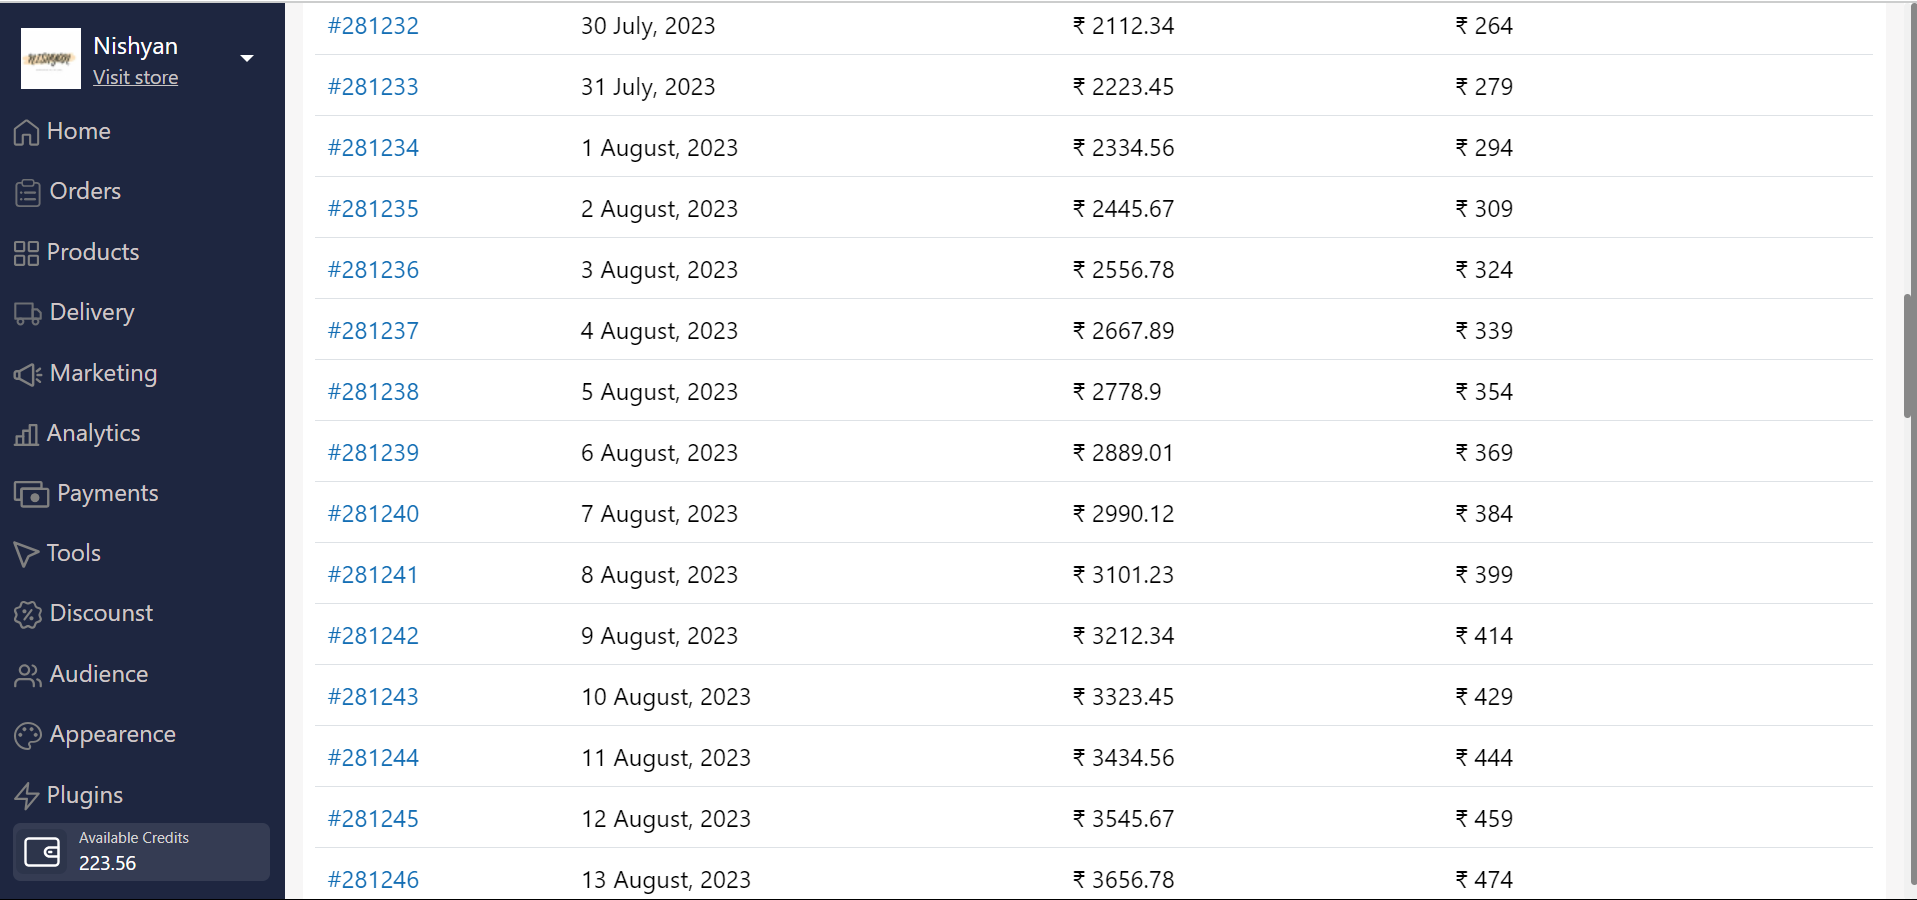 NISHYAN
Nishyan
Visit store
Home
Orders
Products
Delivery
Marketing
Analytics
Payments
Tools
Discounst
Audience
Appearence
Plugins
Available Credits
223.56
#281232 30 July, 2023 ₹ 2112.34 ₹ 264
#281233 31 July, 2023 ₹ 2223.45 ₹ 279
#281234 1 August, 2023 ₹ 2334.56 ₹ 294
#281235 2 August, 2023 ₹ 2445.67 ₹ 309
#281236 3 August, 2023 ₹ 2556.78 ₹ 324
#281237 4 August, 2023 ₹ 2667.89 ₹ 339
#281238 5 August, 2023 ₹ 2778.9 ₹ 354
#281239 6 August, 2023 ₹ 2889.01 ₹ 369
#281240 7 August, 2023 ₹ 2990.12 ₹ 384
#281241 8 August, 2023 ₹ 3101.23 ₹ 399
#281242 9 August, 2023 ₹ 3212.34 ₹ 414
#281243 10 August, 2023 ₹ 3323.45 ₹ 429
#281244 11 August, 2023 ₹ 3434.56 ₹ 444
#281245 12 August, 2023 ₹ 3545.67 ₹ 459
#281246 13 August, 2023 ₹ 3656.78 ₹ 474